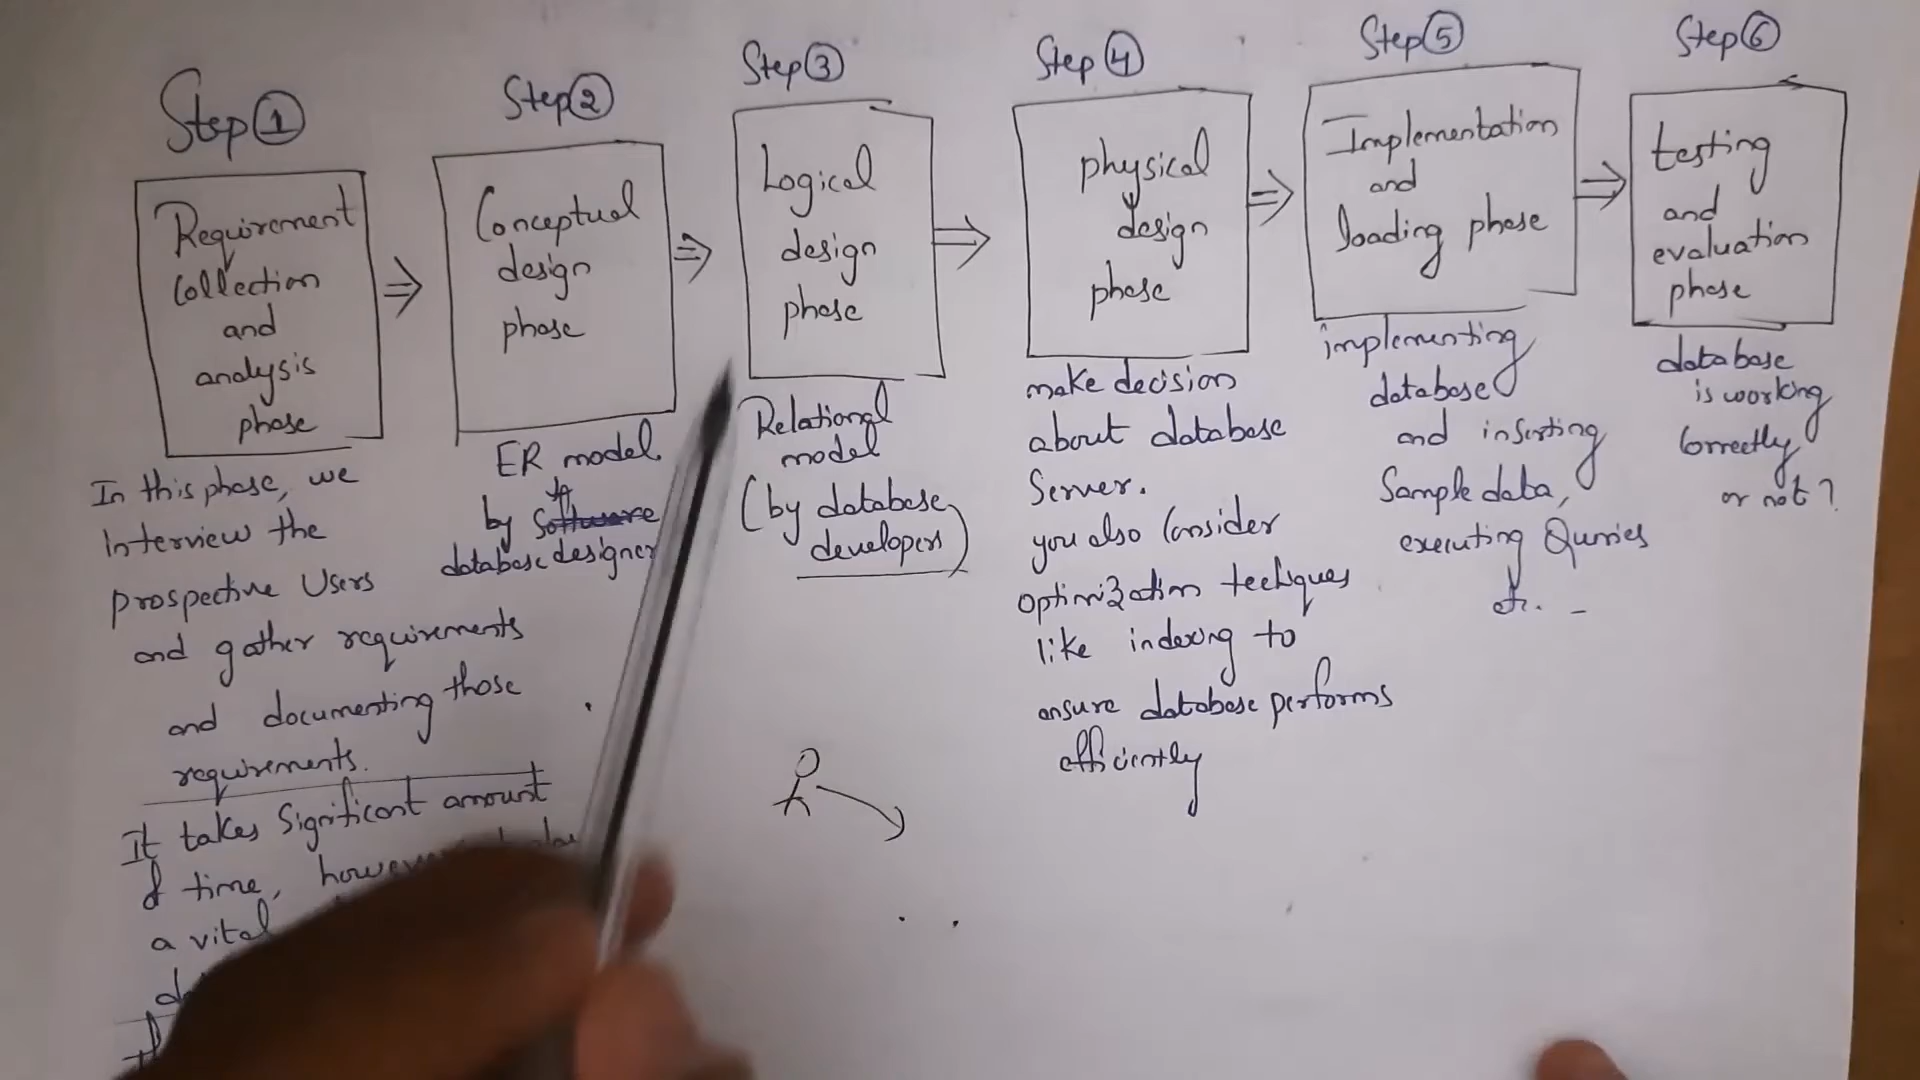 Step 1
Requirement
Collection
and
analysis
phase
In this phase, we
Interview the
prospective Users
and gather requirements
and documenting those
requirements.
It takes Significant amount
of time,
a vital
Step 2
Conceptual
design
phase
ER model
by Software
database designer
Step 3
Logical
design
phase
Relational
model
(by database
developers)
Step 4
physical
design
phase
make decision
about database
Server.
you also Consider
Optimization techiques
like indexing to
ensure database performs
efficiently
Step 5
Implementation
and
loading phase
implementing
database
and inserting
Sample data,
executing Queries
etc.
Step 6
testing
and
evaluation
phase
database
is working
Correctly
or not?